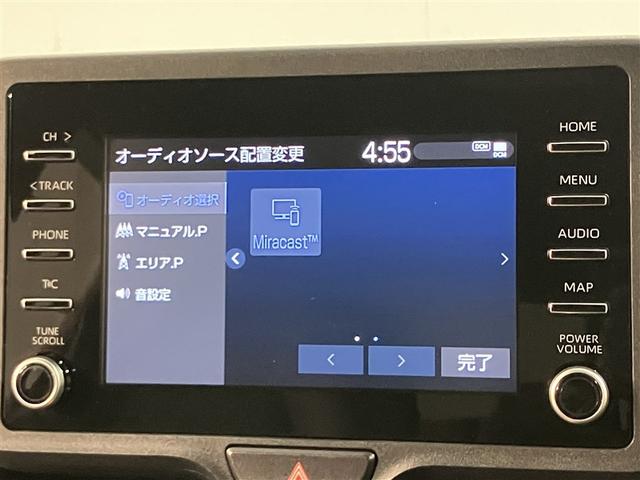 CH >
< TRACK
PHONE
T&C
TUNE
SCROLL
オーディオソース配置変更
4:55
DCM
DCM
オーディオ選択
マニュアル.P
エリア.P
音設定
Miracast™
完了
HOME
MENU
AUDIO
MAP
POWER
VOLUME